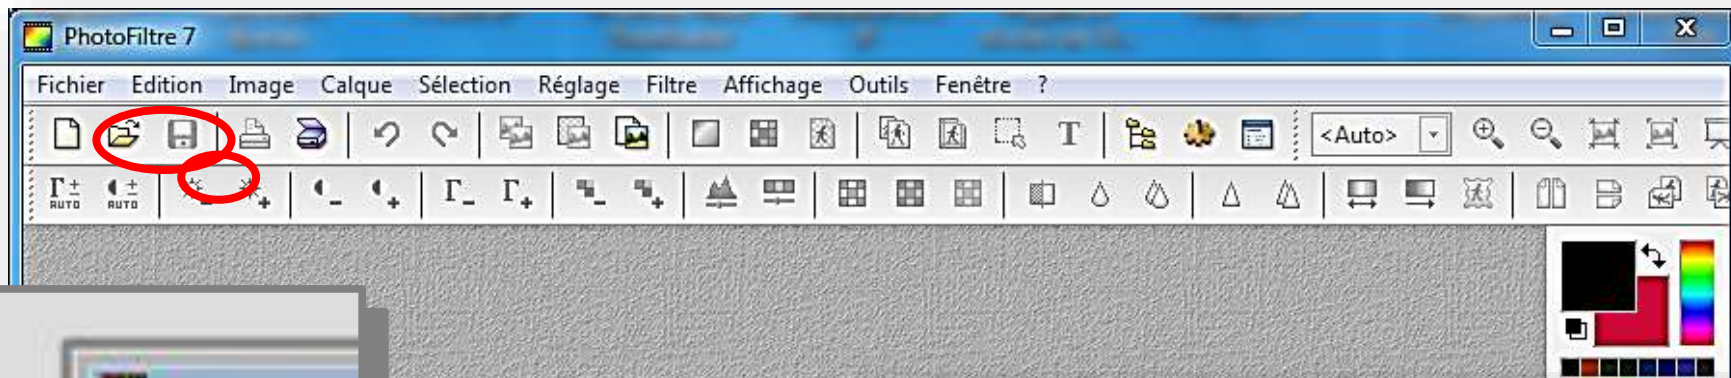 PhotoFiltre 7
Fichier Edition Image Calque Sélection Réglage Filtre Affichage Outils Fenêtre ?
T <Auto>
Γ± AUTO AUTO Γ- Γ+